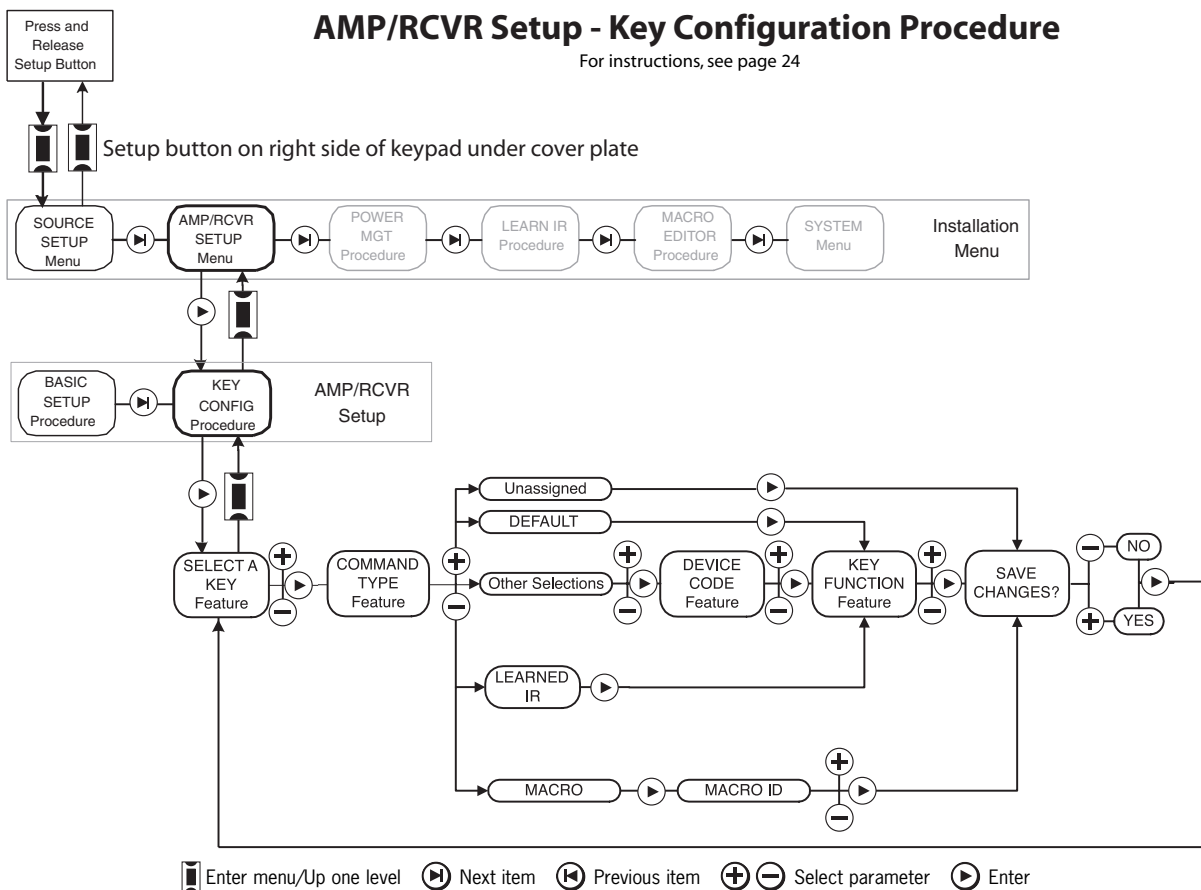 AMP/RCVR Setup - Key Configuration Procedure
For instructions, see page 24
Press and
Release
Setup Button
Setup button on right side of keypad under cover plate
SOURCE
SETUP
Menu
AMP/RCVR
SETUP
Menu
POWER
MGT
Procedure
LEARN IR
Procedure
MACRO
EDITOR
Procedure
SYSTEM
Menu
Installation
Menu
BASIC
SETUP
Procedure
KEY
CONFIG
Procedure
AMP/RCVR
Setup
SELECT A
KEY
Feature
COMMAND
TYPE
Feature
Unassigned
DEFAULT
Other Selections
DEVICE
CODE
Feature
KEY
FUNCTION
Feature
SAVE
CHANGES?
NO
YES
LEARNED
IR
MACRO
MACRO ID
Enter menu/Up one level
Next item
Previous item
Select parameter
Enter